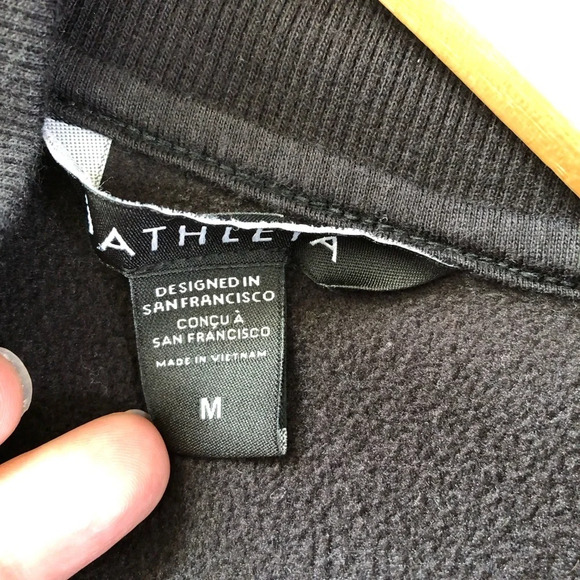 ATHLETA
DESIGNED IN
SAN FRANCISCO
CONÇU À
SAN FRANCISCO
MADE IN VIETNAM
M